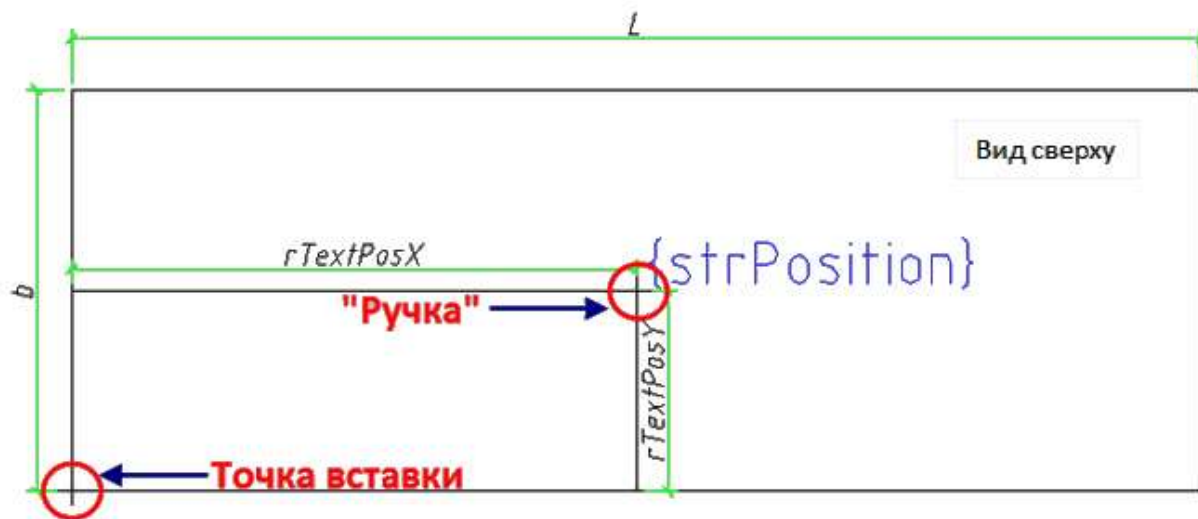 L
Вид сверху
rTextPosX
{strPosition}
b
"Ручка"
rTextPosY
Точка вставки